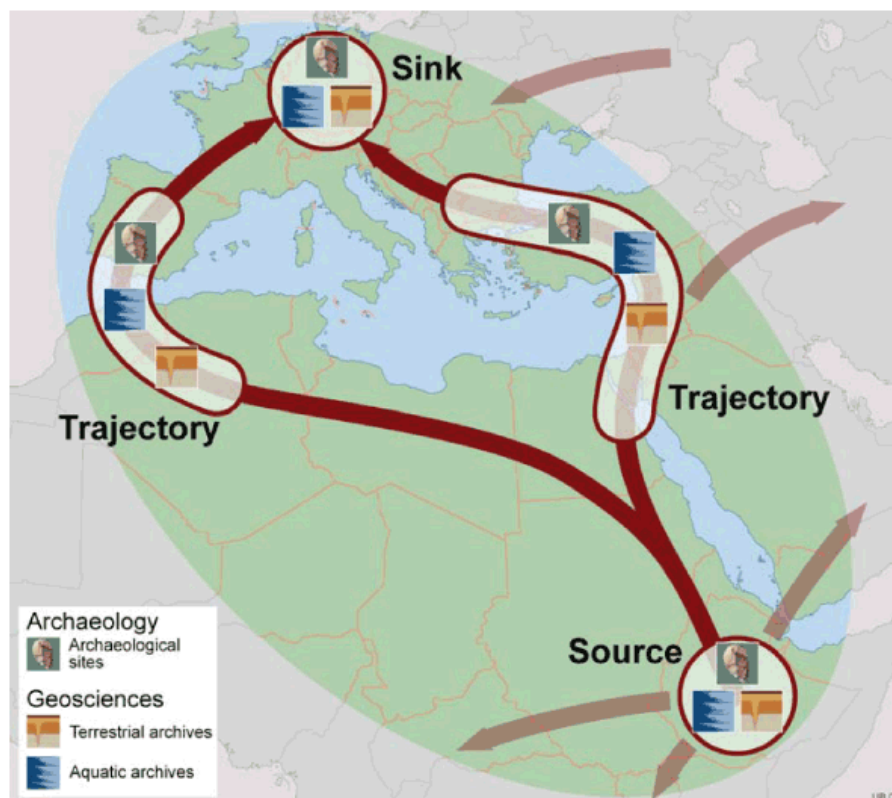 Sink
Trajectory
Trajectory
Source
Archaeology
Archaeological
sites
Geosciences
Terrestrial archives
Aquatic archives